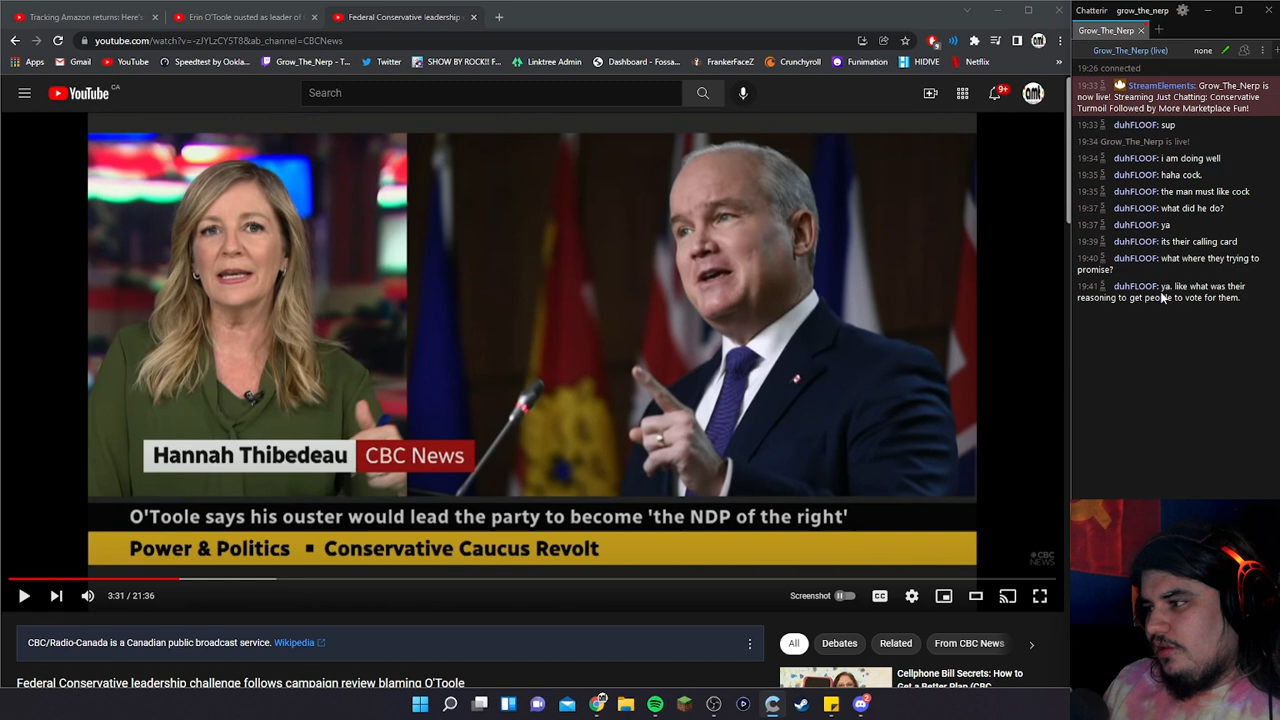 Tracking Amazon returns: Here's
Erin O'Toole ousted as leader of
Federal Conservative leadership
youtube.com/watch?v=-zJYLzCY5T8&ab_channel=CBCNews
Apps
Gmail
YouTube
Speedtest by Ookla...
Grow_The_Nerp - T...
Twitter
SHOW BY ROCK!! F...
Linktree Admin
Dashboard - Fossa...
FrankerFaceZ
Crunchyroll
Funimation
HIDIVE
Netflix
YouTube CA
Search
9+
Hannah Thibedeau CBC News
O'Toole says his ouster would lead the party to become 'the NDP of the right'
Power & Politics ▪ Conservative Caucus Revolt
CBC
NEWS
3:31 / 21:36
Screenshot
CC
CBC/Radio-Canada is a Canadian public broadcast service. Wikipedia
All
Debates
Related
From CBC News
Federal Conservative leadership challenge follows campaign review blaming O'Toole
Cellphone Bill Secrets: How to
Get a Better Plan (CBC
Chatterir grow_the_nerp
Grow_The_Nerp
Grow_The_Nerp (live) none
19:26 connected
19:33 StreamElements: Grow_The_Nerp is
now live! Streaming Just Chatting: Conservative
Turmoil Followed by More Marketplace Fun!
19:33 duhFLOOF: sup
19:34 Grow_The_Nerp is live!
19:34 duhFLOOF: i am doing well
19:35 duhFLOOF: haha cock.
19:35 duhFLOOF: the man must like cock
19:37 duhFLOOF: what did he do?
19:37 duhFLOOF: ya
19:39 duhFLOOF: its their calling card
19:40 duhFLOOF: what where they trying to
promise?
19:41 duhFLOOF: ya. like what was their
reasoning to get people to vote for them.